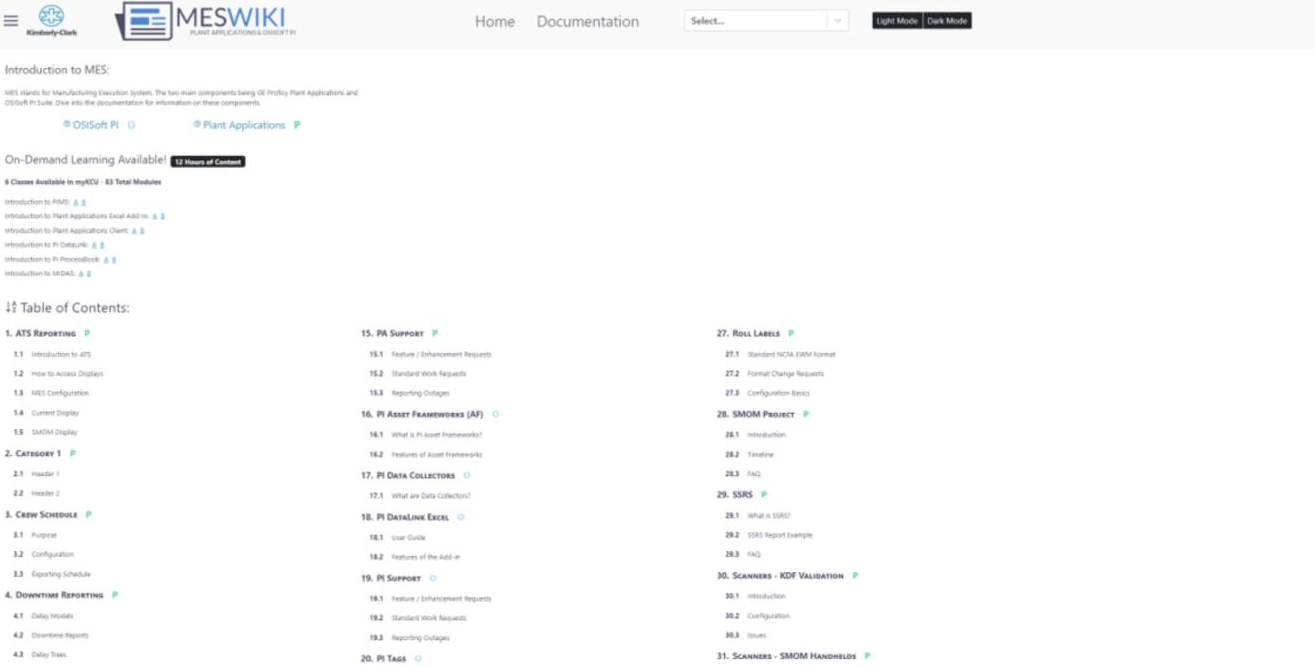 Kimberly-Clark
MESWIKI
PLANT APPLICATIONS & OSISOFT PI
Home Documentation Select... Light Mode Dark Mode
Introduction to MES:
MES stands for Manufacturing Execution System. The two main components being GE Proficy Plant Applications and
OSISoft PI Suite. Dive into the documentation for information on these components.
OSISoft PI O Plant Applications P
On-Demand Learning Available! 12 Hours of Content
6 Classes Available in myKCU - 83 Total Modules
Introduction to PIMS:
Introduction to Plant Applications Excel Add-In:
Introduction to Plant Applications Client:
Introduction to PI DataLink:
Introduction to PI ProcessBook:
Introduction to MIDAS:
Table of Contents:
1. ATS REPORTING P
1.1 Introduction to ATS
1.2 How to Access Displays
1.3 MES Configuration
1.4 Current Display
1.5 SMOM Display
2. CATEGORY 1 P
2.1 Header 1
2.2 Header 2
3. CREW SCHEDULE P
3.1 Purpose
3.2 Configuration
3.3 Exporting Schedule
4. DOWNTIME REPORTING P
4.1 Delay Models
4.2 Downtime Reports
4.3 Delay Trees
15. PA SUPPORT P
15.1 Feature / Enhancement Requests
15.2 Standard Work Requests
15.3 Reporting Outages
16. PI ASSET FRAMEWORKS (AF) O
16.1 What is PI Asset Frameworks?
16.2 Features of Asset Frameworks
17. PI DATA COLLECTORS O
17.1 What are Data Collectors?
18. PI DATALINK EXCEL O
18.1 User Guide
18.2 Features of the Add-in
19. PI SUPPORT O
19.1 Feature / Enhancement Requests
19.2 Standard Work Requests
19.3 Reporting Outages
20. PI TAGS O
27. ROLL LABELS P
27.1 Standard NCFA EWM Format
27.2 Format Change Requests
27.3 Configuration Basics
28. SMOM PROJECT P
28.1 Introduction
28.2 Timeline
28.3 FAQ
29. SSRS P
29.1 What is SSRS?
29.2 SSRS Report Example
29.3 FAQ
30. SCANNERS - KDF VALIDATION P
30.1 Introduction
30.2 Configuration
30.3 Issues
31. SCANNERS - SMOM HANDHELDS P